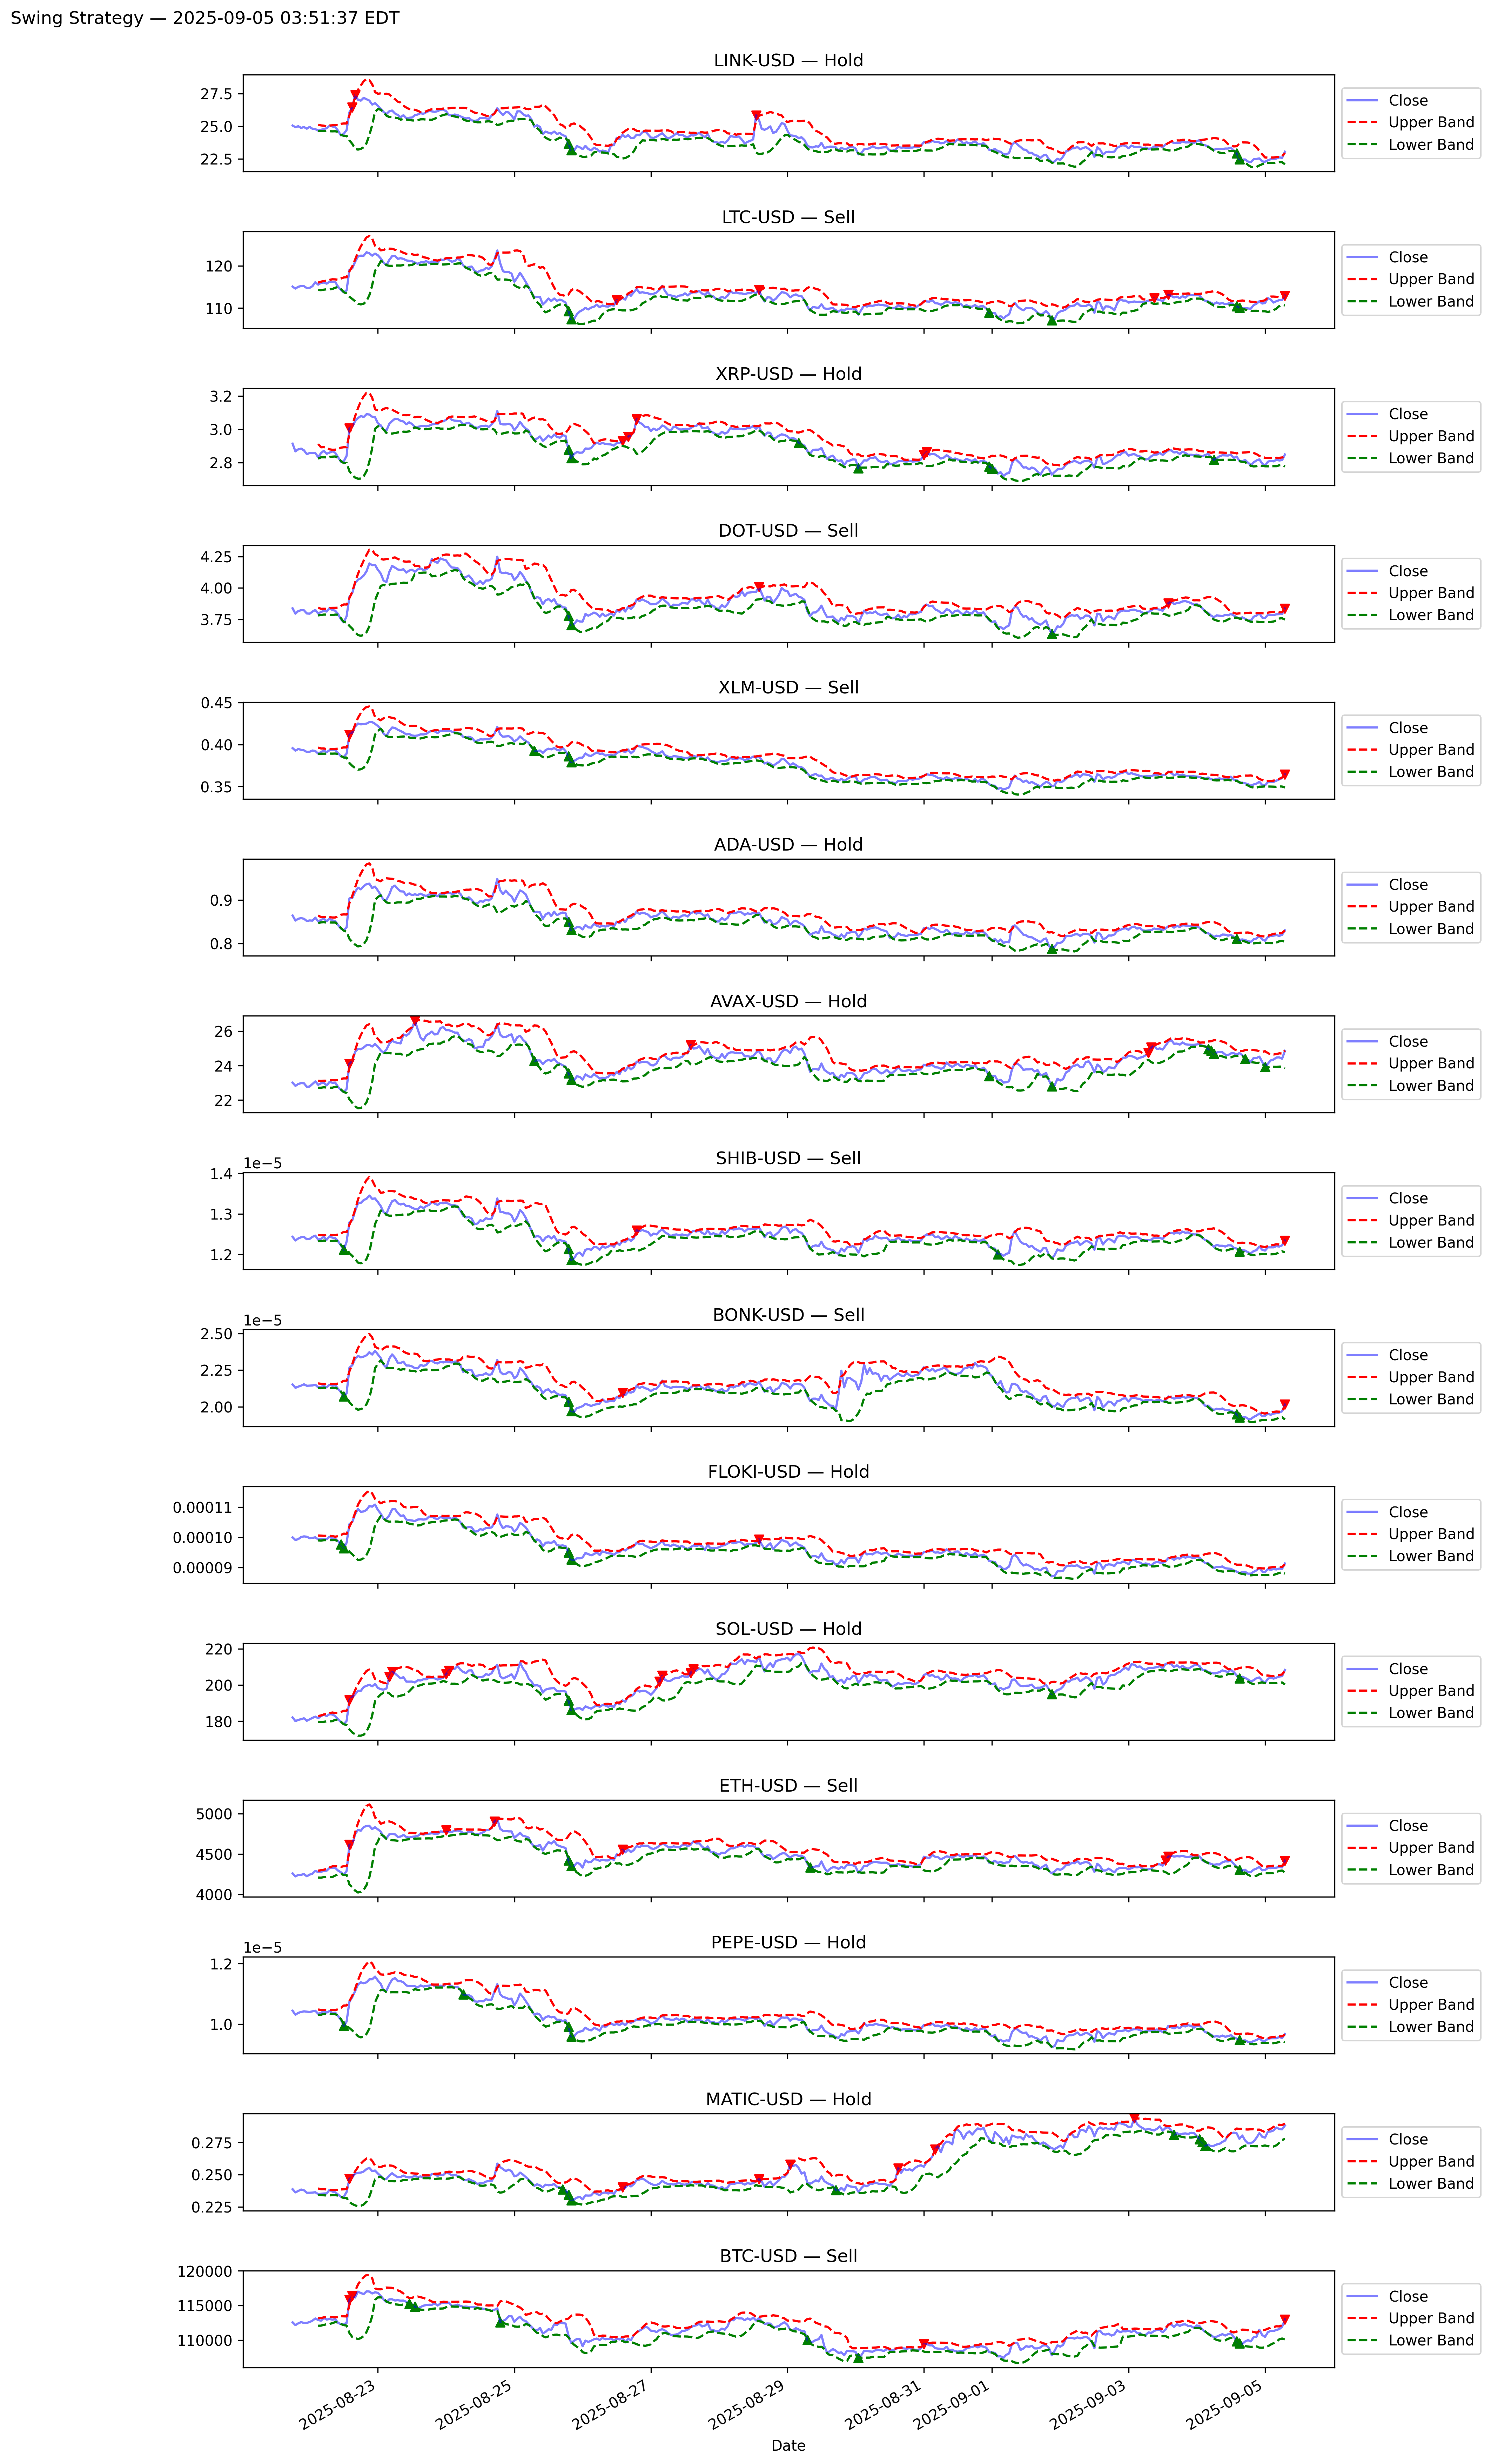 Swing Strategy — 2025-09-05 03:51:37 EDT
LINK-USD — Hold
27.5
25.0
22.5
Close
Upper Band
Lower Band
LTC-USD — Sell
120
110
Close
Upper Band
Lower Band
XRP-USD — Hold
3.2
3.0
2.8
Close
Upper Band
Lower Band
DOT-USD — Sell
4.25
4.00
3.75
Close
Upper Band
Lower Band
XLM-USD — Sell
0.45
0.40
0.35
Close
Upper Band
Lower Band
ADA-USD — Hold
0.9
0.8
Close
Upper Band
Lower Band
AVAX-USD — Hold
26
24
22
Close
Upper Band
Lower Band
SHIB-USD — Sell
1e−5
1.4
1.3
1.2
Close
Upper Band
Lower Band
BONK-USD — Sell
1e−5
2.50
2.25
2.00
Close
Upper Band
Lower Band
FLOKI-USD — Hold
0.00011
0.00010
0.00009
Close
Upper Band
Lower Band
SOL-USD — Hold
220
200
180
Close
Upper Band
Lower Band
ETH-USD — Sell
5000
4500
4000
Close
Upper Band
Lower Band
PEPE-USD — Hold
1e−5
1.2
1.0
Close
Upper Band
Lower Band
MATIC-USD — Hold
0.275
0.250
0.225
Close
Upper Band
Lower Band
BTC-USD — Sell
120000
115000
110000
Close
Upper Band
Lower Band
2025-08-23
2025-08-25
2025-08-27
2025-08-29
2025-08-31
2025-09-01
2025-09-03
2025-09-05
Date